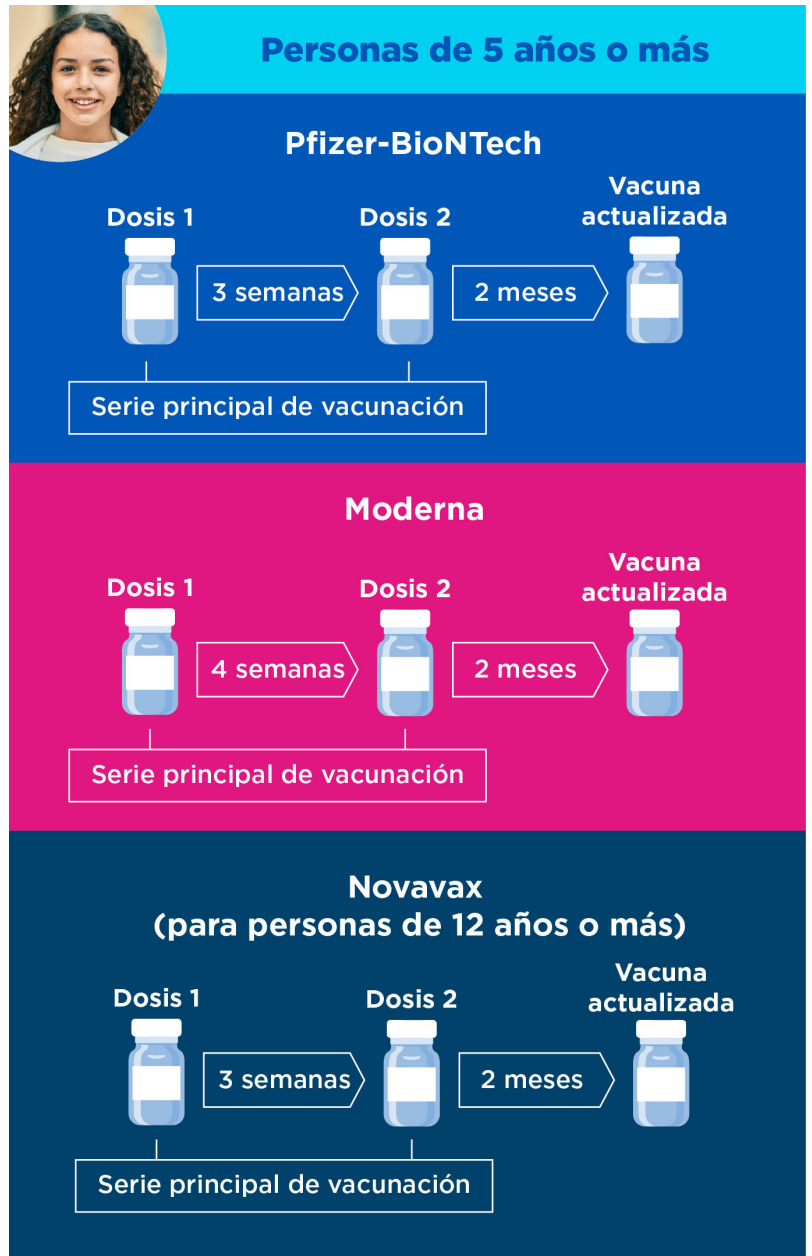 Personas de 5 años o más
Pfizer-BioNTech
Dosis 1
3 semanas
Dosis 2
2 meses
Vacuna
actualizada
Serie principal de vacunación
Moderna
Dosis 1
4 semanas
Dosis 2
2 meses
Vacuna
actualizada
Serie principal de vacunación
Novavax
(para personas de 12 años o más)
Dosis 1
3 semanas
Dosis 2
2 meses
Vacuna
actualizada
Serie principal de vacunación